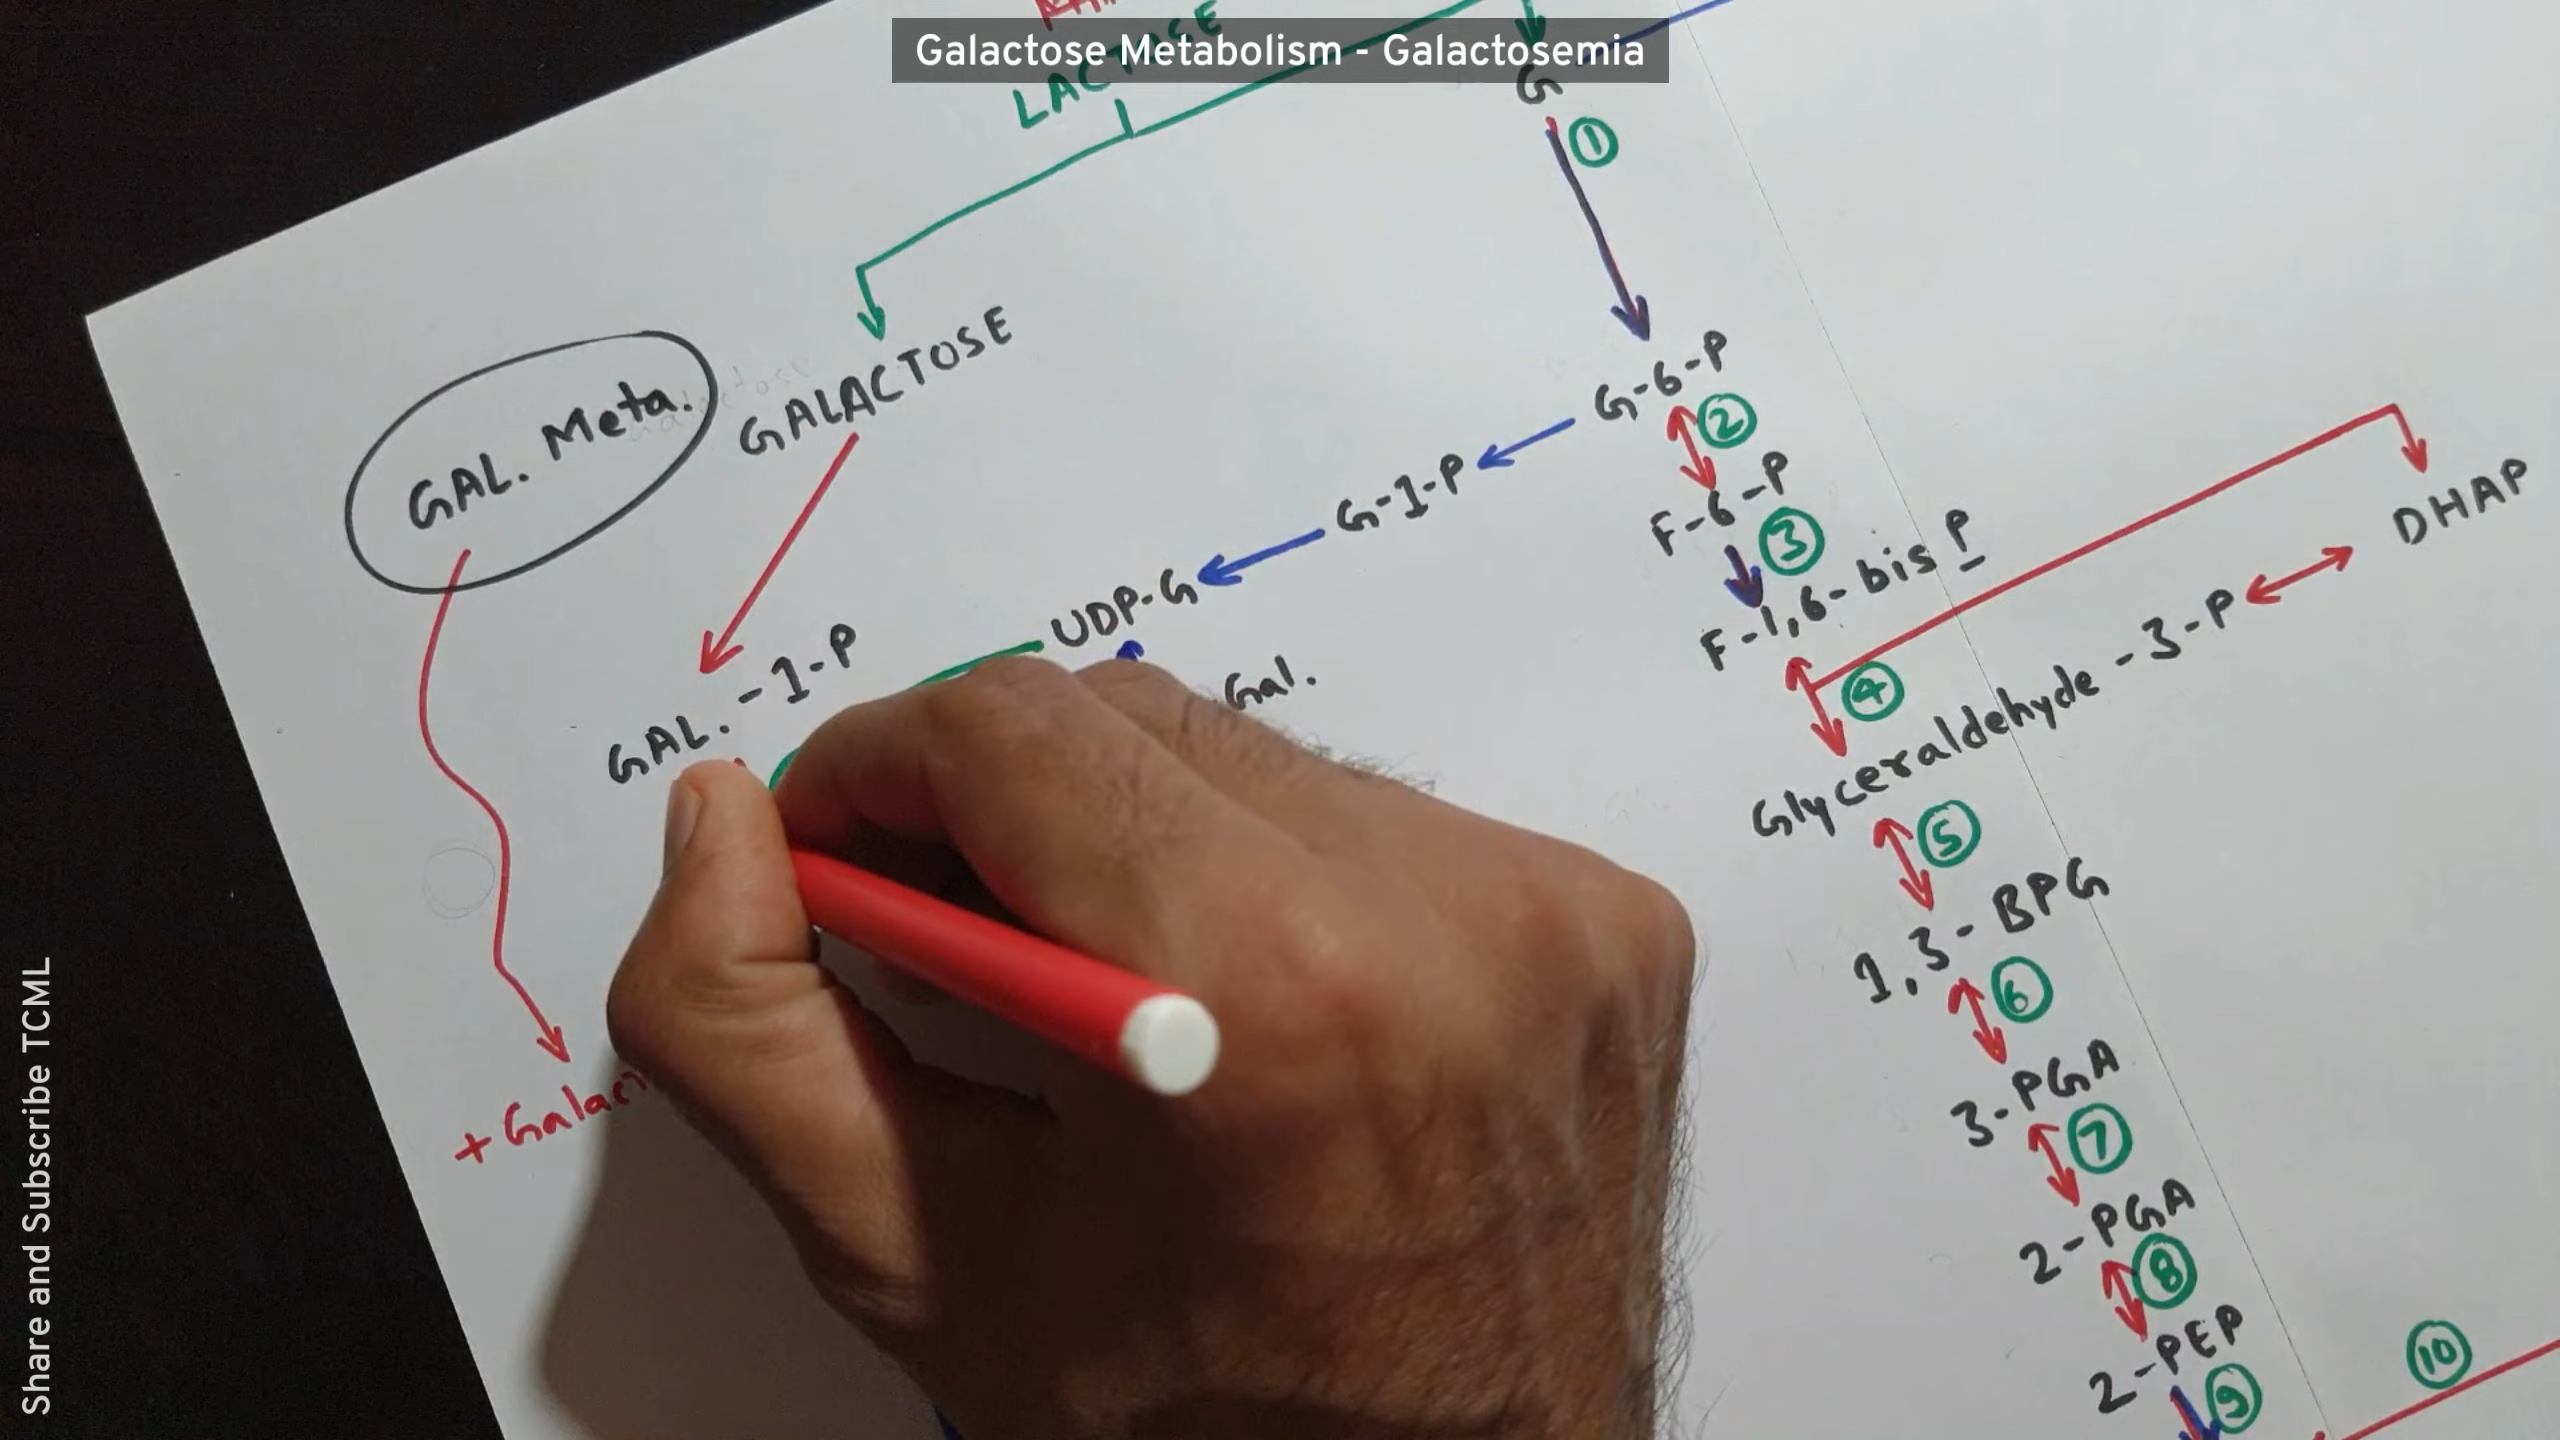 Galactose Metabolism - Galactosemia
LACTOSE
G
1
GALACTOSE
GAL. Meta.
G-6-P
2
G-1-P
F-6-P
3
DHAP
UDP-G
F-1,6-bis P
Gal.
GAL.-1-P
4
Glyceraldehyde-3-P
5
1,3-BPG
6
3-PGA
7
2-PGA
8
2-PEP
9
10
Share and Subscribe TCML